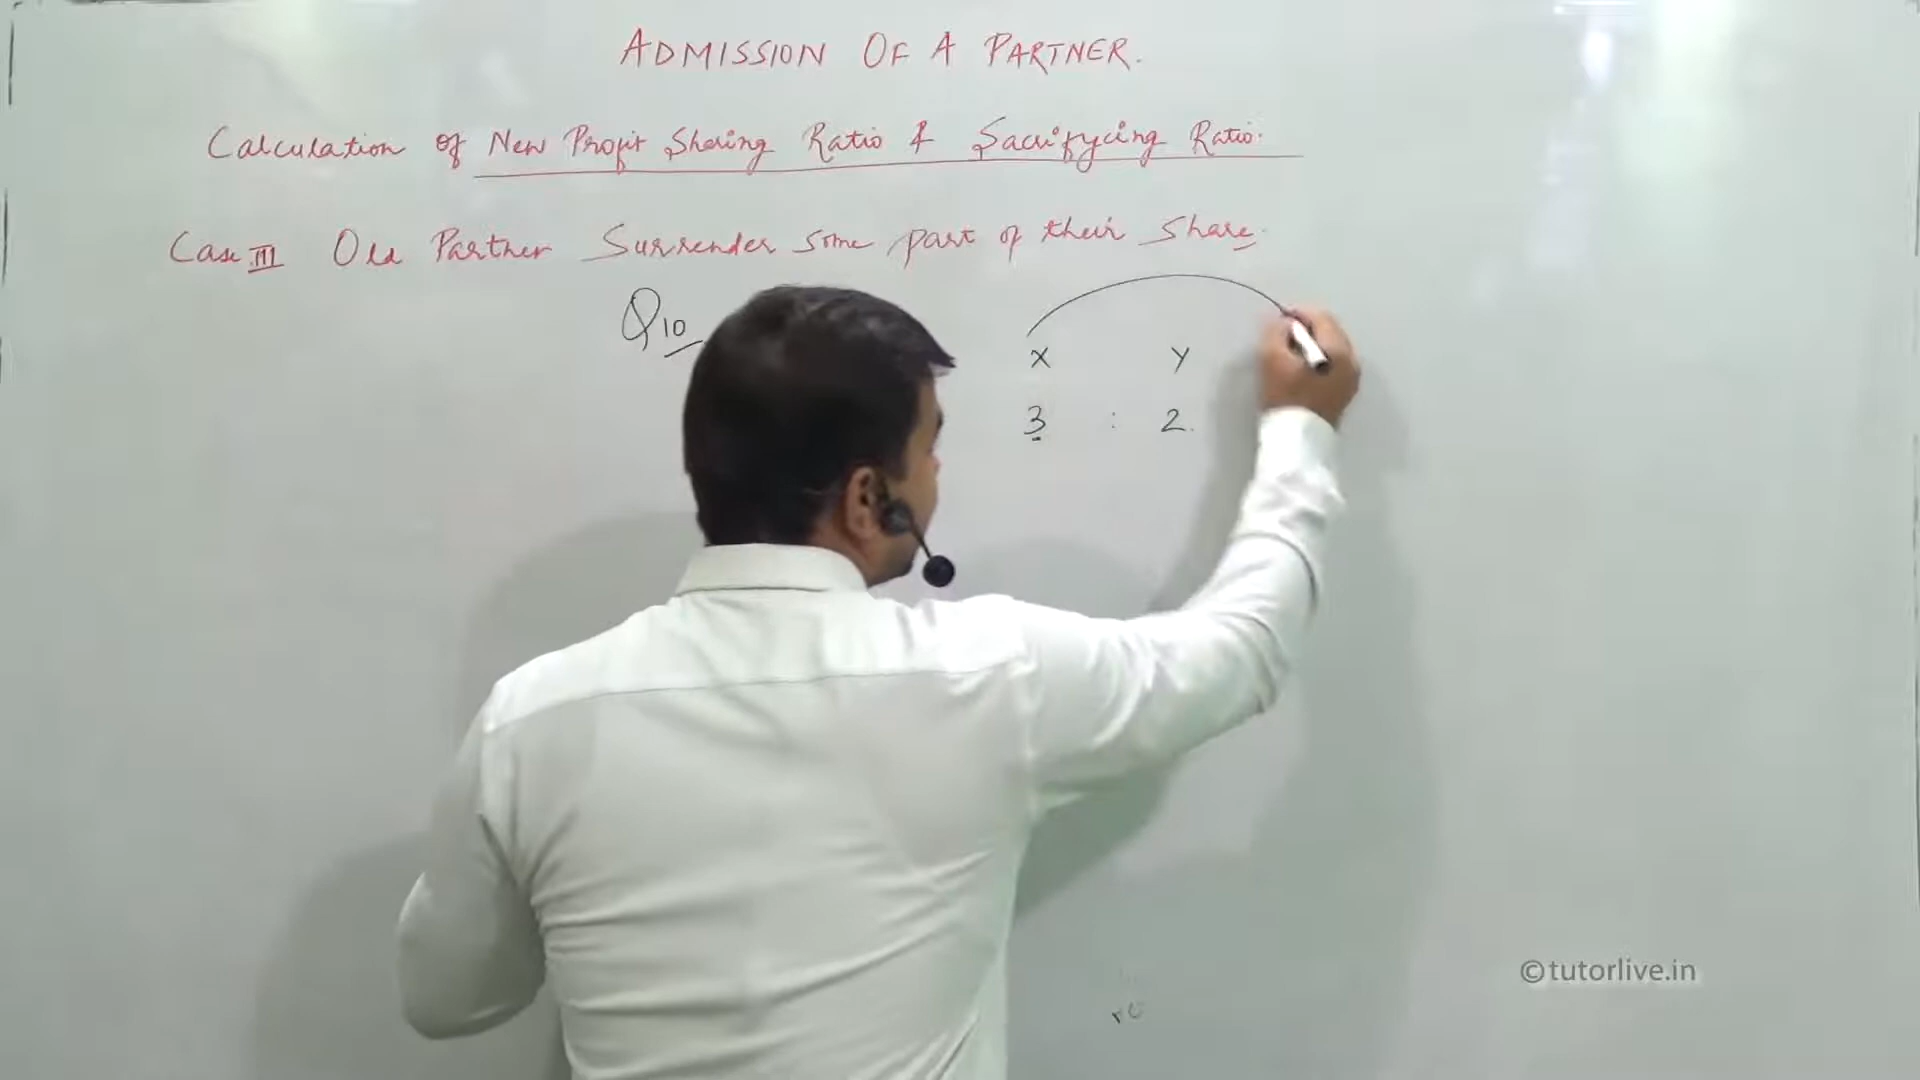 ADMISSION OF A PARTNER.
Calculation of New Profit Sharing Ratio & Sacrifycing Ratio.
Case III Old Partner Surrender some part of their share.
Q10
X Y
3 : 2.
©tutorlive.in